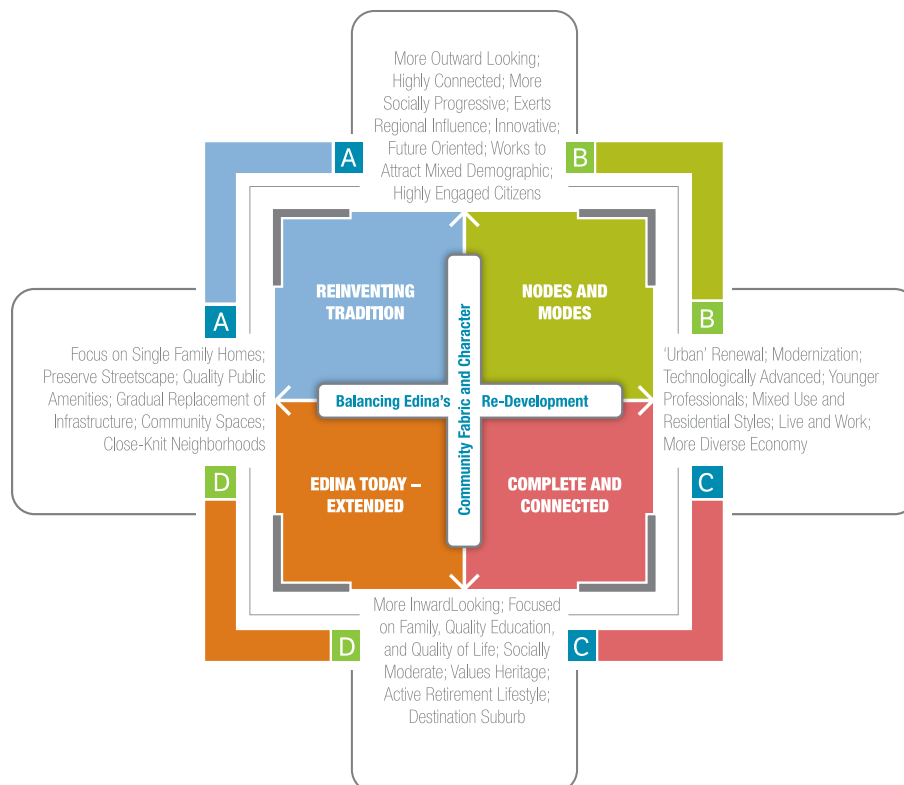 More Outward Looking;
Highly Connected; More
Socially Progressive; Exerts
Regional Influence; Innovative;
Future Oriented; Works to
Attract Mixed Demographic;
Highly Engaged Citizens
A
B
REINVENTING
TRADITION
NODES AND
MODES
A
B
Focus on Single Family Homes;
Preserve Streetscape; Quality Public
Amenities; Gradual Replacement of
Infrastructure; Community Spaces;
Close-Knit Neighborhoods
Balancing Edina's Re-Development
Community Fabric and Character
'Urban' Renewal; Modernization;
Technologically Advanced; Younger
Professionals; Mixed Use and
Residential Styles; Live and Work;
More Diverse Economy
D
C
EDINA TODAY –
EXTENDED
COMPLETE AND
CONNECTED
D
C
More InwardLooking; Focused
on Family, Quality Education,
and Quality of Life; Socially
Moderate; Values Heritage;
Active Retirement Lifestyle;
Destination Suburb